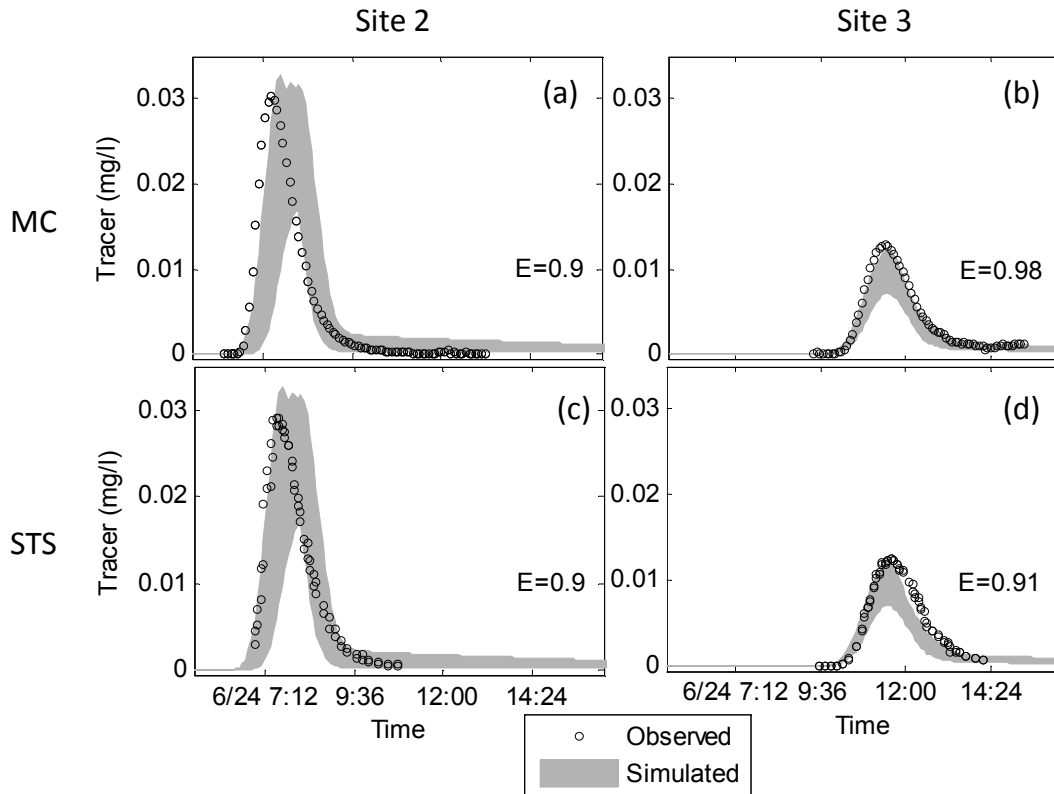 Site 2
Site 3
MC
Tracer (mg/l)
0.03
0.02
0.01
0
(a)
E=0.9
0.03
0.02
0.01
0
(b)
E=0.98
STS
Tracer (mg/l)
0.03
0.02
0.01
0
(c)
E=0.9
6/24 7:12
9:36
12:00
14:24
Time
0.03
0.02
0.01
0
(d)
E=0.91
6/24 7:12
9:36
12:00
14:24
Time
Observed
Simulated